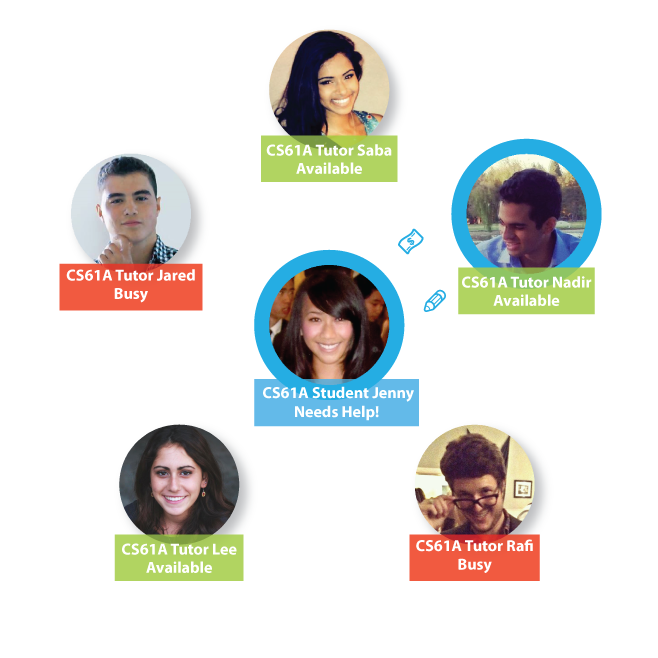 CS61A Tutor Saba
Available
CS61A Tutor Jared
Busy
CS61A Tutor Nadir
Available
$
CS61A Student Jenny
Needs Help!
CS61A Tutor Lee
Available
CS61A Tutor Rafi
Busy